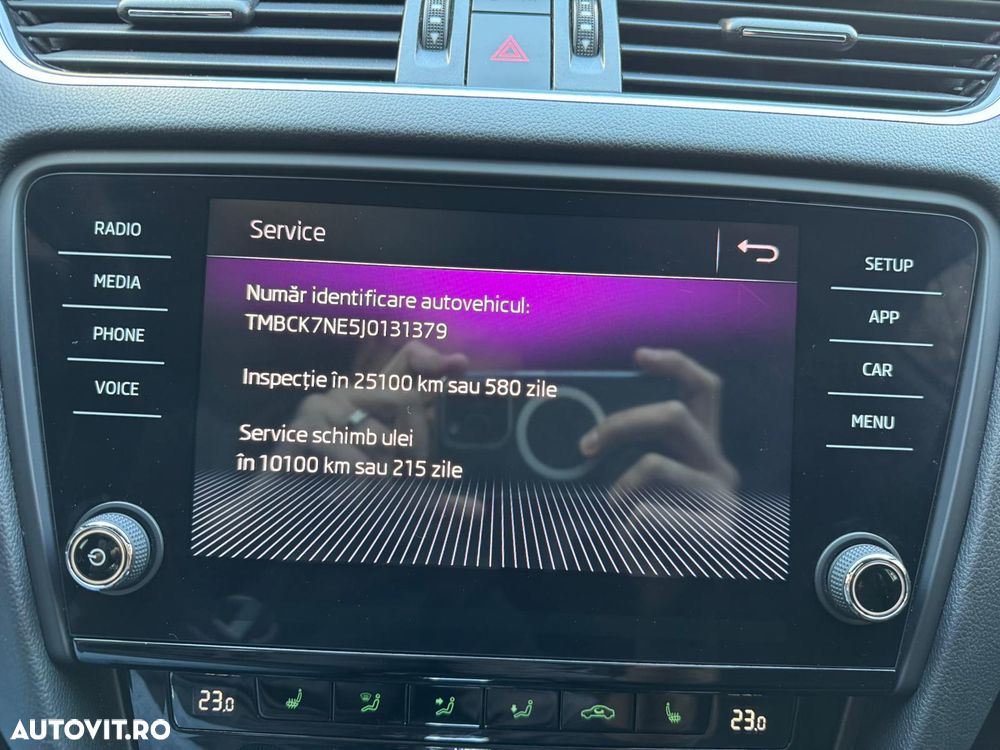 RADIO
MEDIA
PHONE
VOICE
Service
Număr identificare autovehicul:
TMBCK7NE5J0131379
Inspecție în 25100 km sau 580 zile
Service schimb ulei
în 10100 km sau 215 zile
SETUP
APP
CAR
MENU
23.0
23.0
AUTOVIT.RO